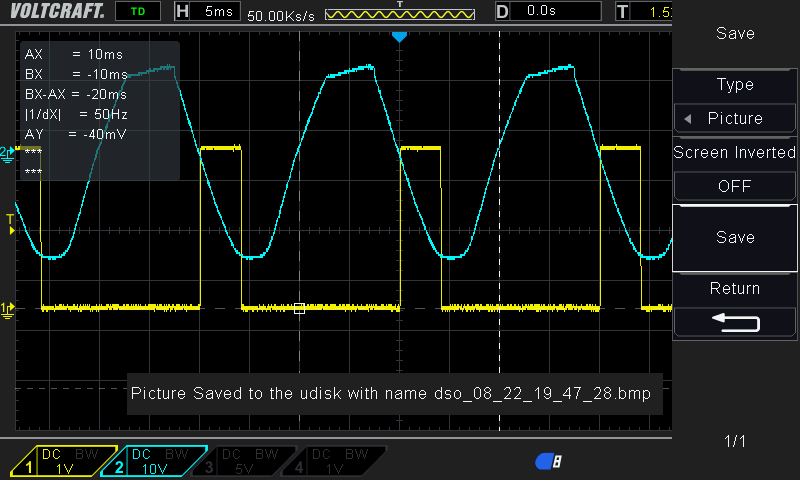 VOLTCRAFT. TD H 5ms 50.00Ks/s T D 0.0s T 1.5
Save
AX = 10ms
BX = -10ms
BX-AX = -20ms
|1/dX| = 50Hz
AY = -40mV
***
***
Type
Picture
Screen Inverted
OFF
Save
Return
2
T
1
Picture Saved to the udisk with name dso_08_22_19_47_28.bmp
1/1
1 DC BW 1V
2 DC BW 10V
3 DC BW 5V
4 DC BW 1V
8